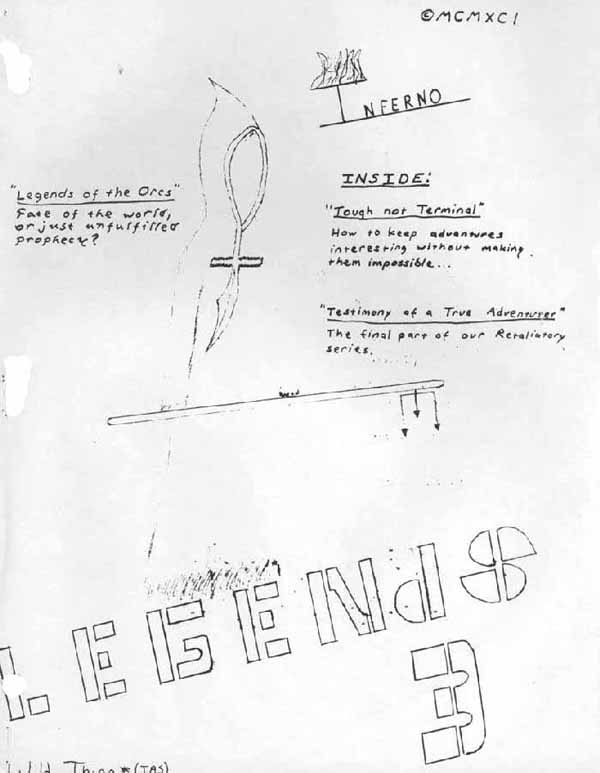 ©MCMXCI
INFERNO
"Legends of the Orcs"
Fate of the world,
or just unfulfilled
prophecy?
INSIDE:
"Tough not Terminal"
How to keep adventures
interesting without making
them impossible...
"Testimony of a True Adventurer"
The final part of our Retaliatory
series.
LEGENdS
3
Thing*(TAS)